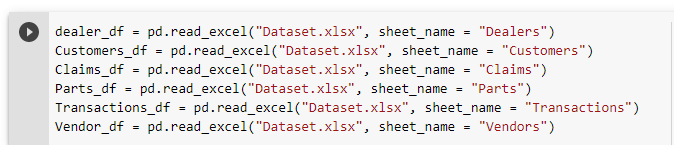 dealer_df = pd.read_excel("Dataset.xlsx", sheet_name = "Dealers")
Customers_df = pd.read_excel("Dataset.xlsx", sheet_name = "Customers")
Claims_df = pd.read_excel("Dataset.xlsx", sheet_name = "Claims")
Parts_df = pd.read_excel("Dataset.xlsx", sheet_name = "Parts")
Transactions_df = pd.read_excel("Dataset.xlsx", sheet_name = "Transactions")
Vendor_df = pd.read_excel("Dataset.xlsx", sheet_name = "Vendors")